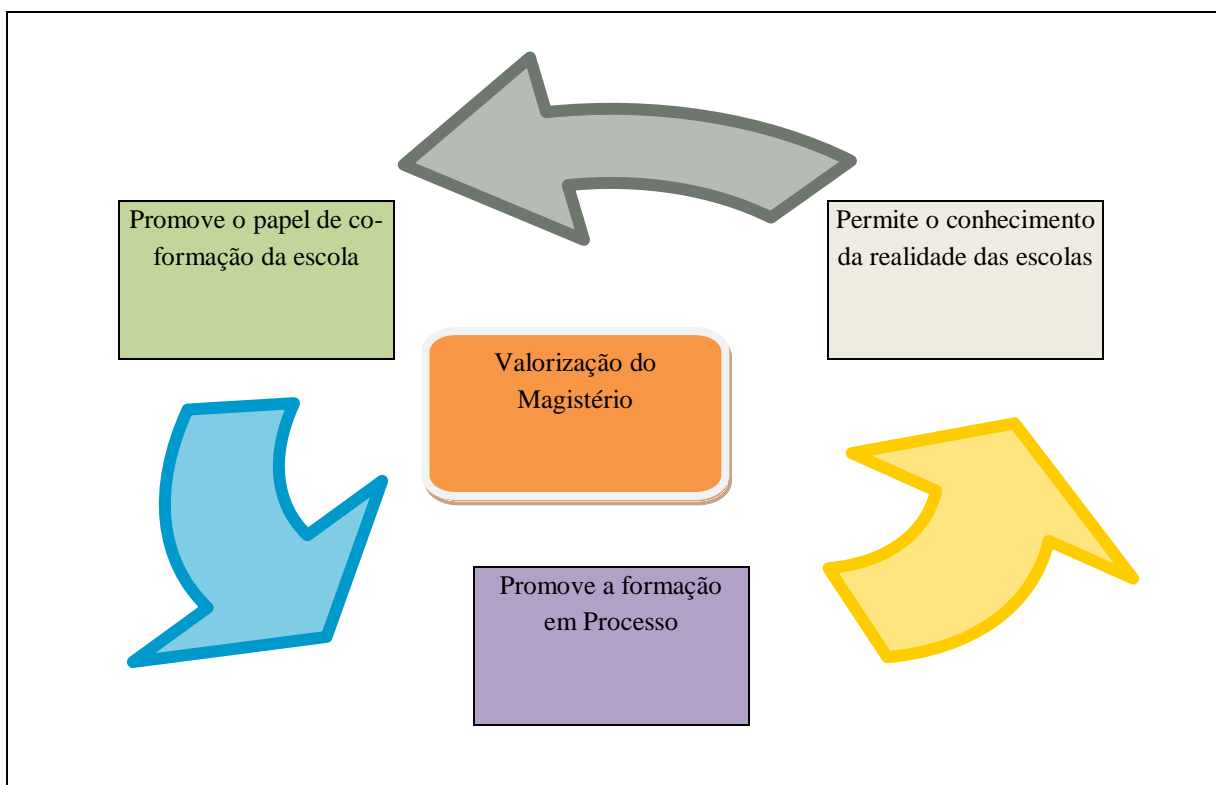 Promove o papel de co-
formação da escola
Permite o conhecimento
da realidade das escolas
Valorização do
Magistério
Promove a formação
em Processo